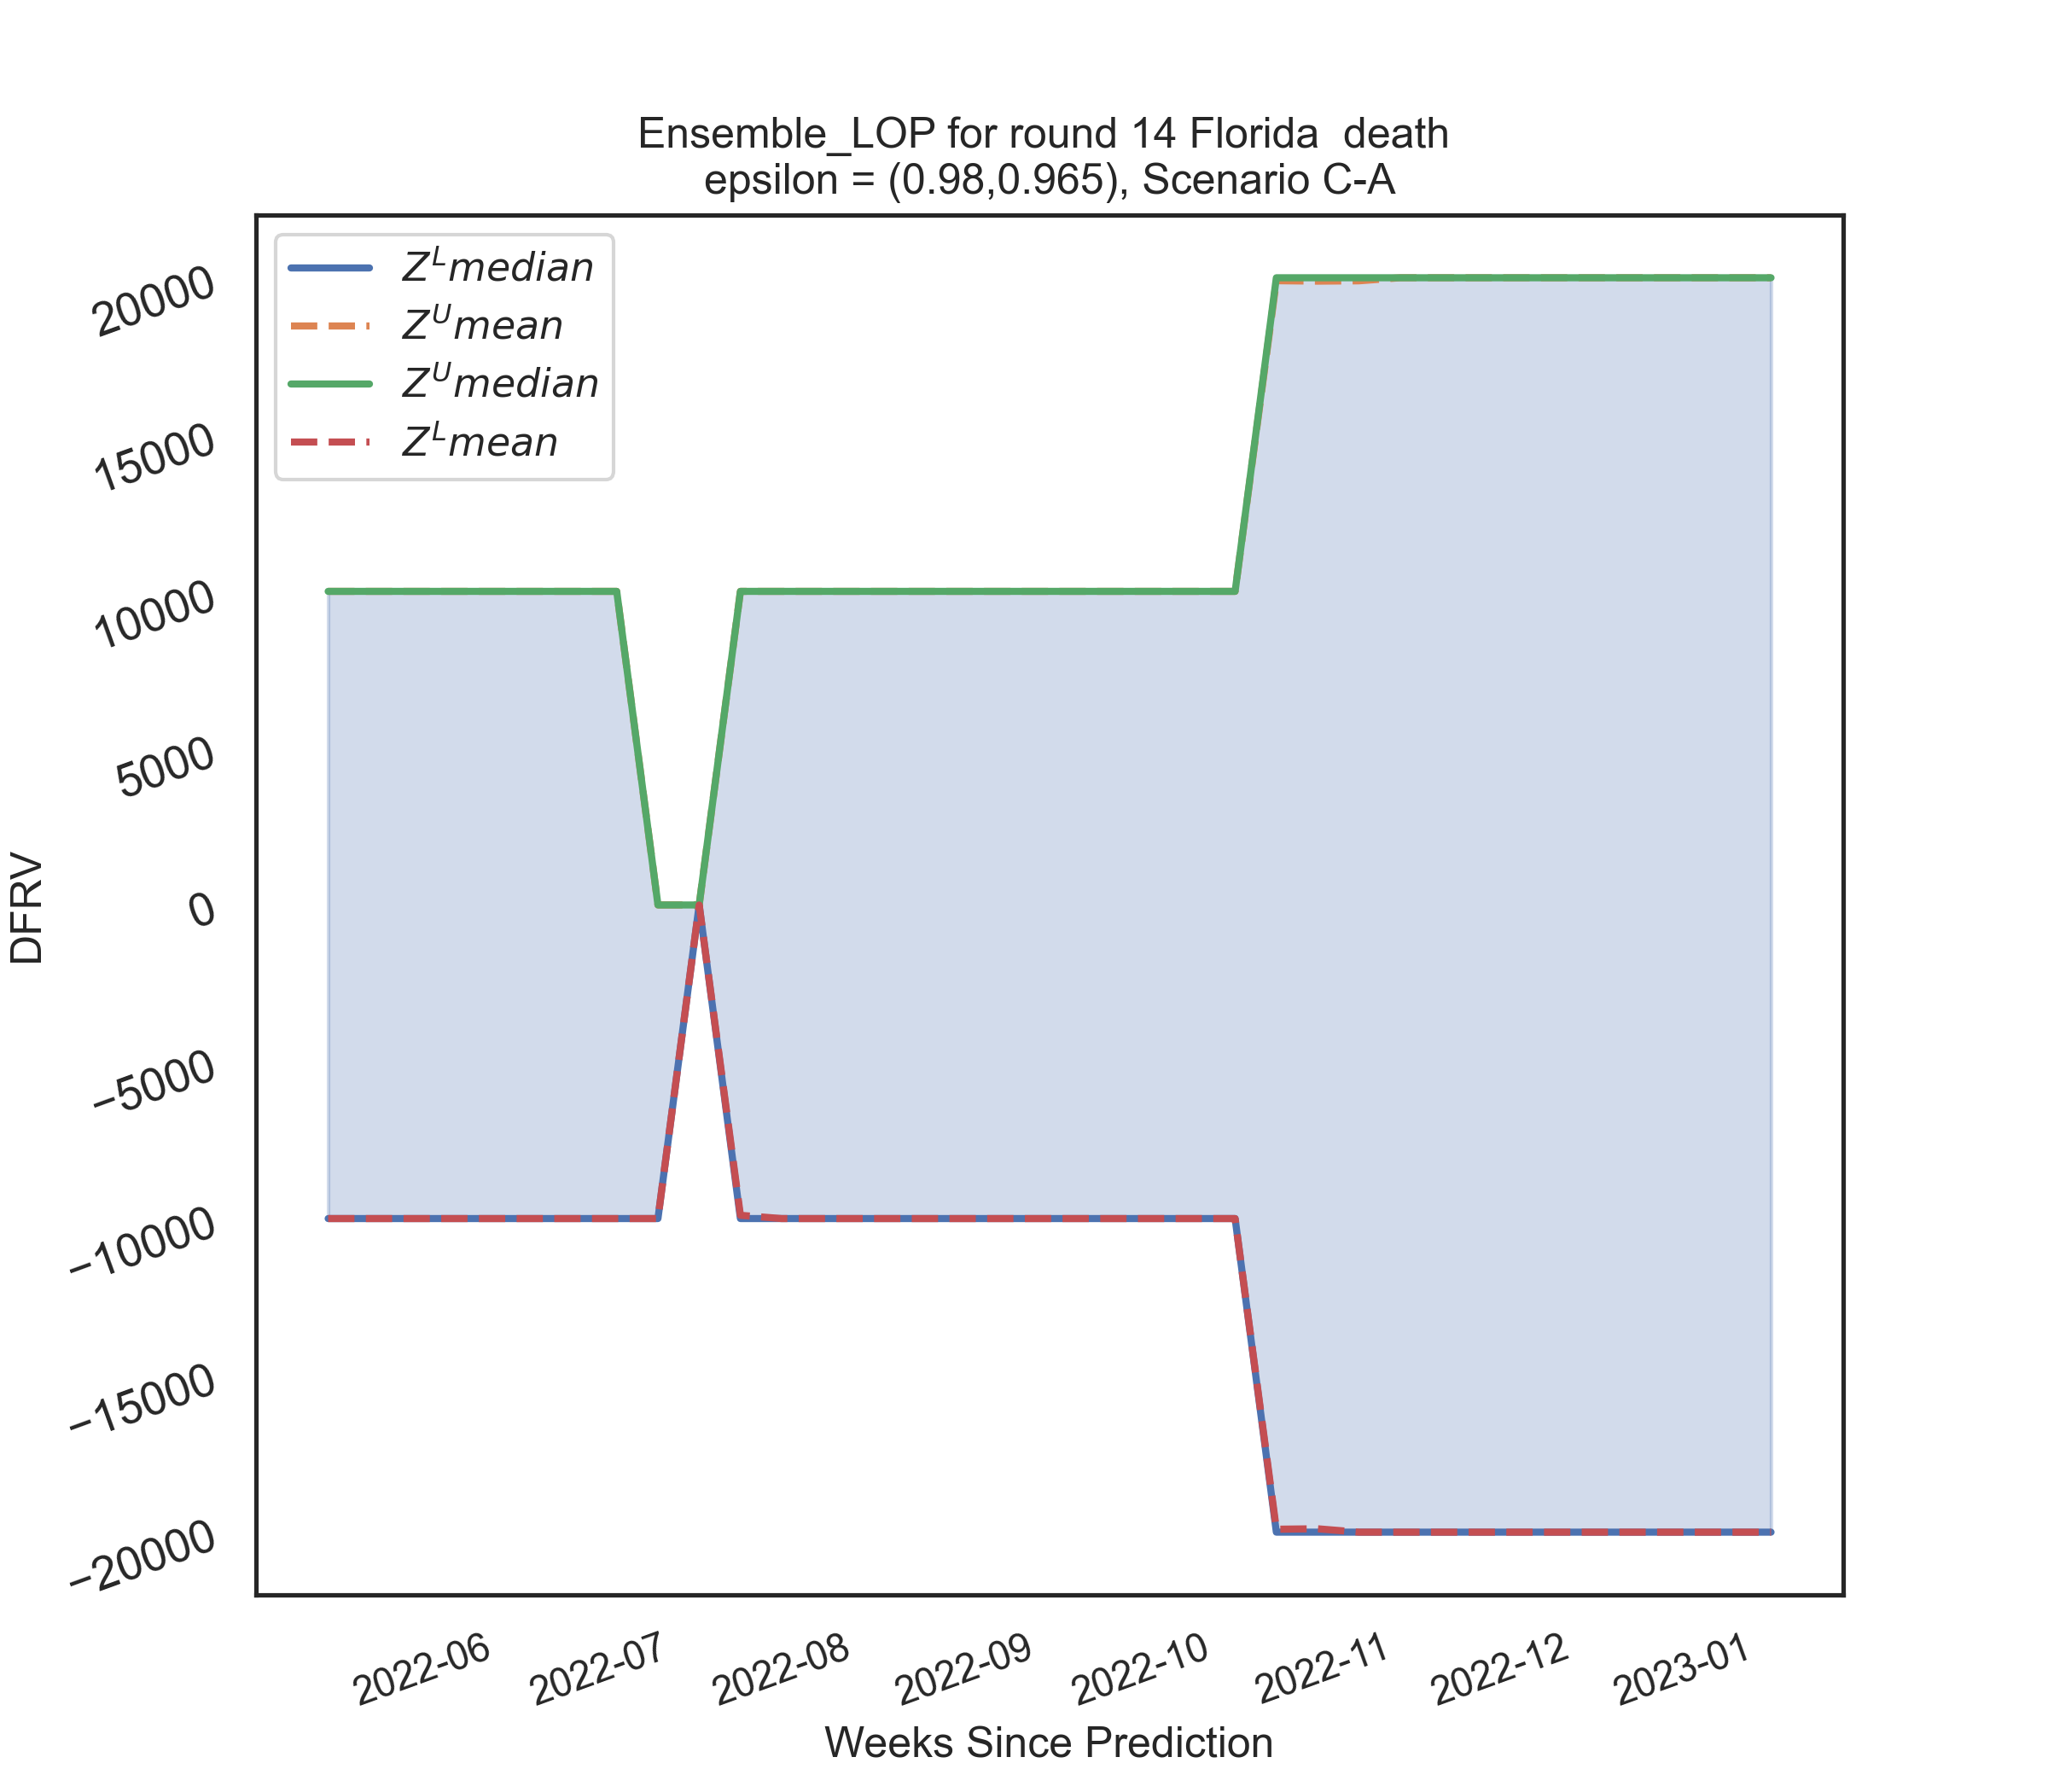 Ensemble_LOP for round 14 Florida  death
epsilon = (0.98,0.965), Scenario C-A
Z^L median
Z^U mean
Z^U median
Z^L mean
20000
15000
10000
5000
0
−5000
−10000
−15000
−20000
DFRV
2022-06
2022-07
2022-08
2022-09
2022-10
2022-11
2022-12
2023-01
Weeks Since Prediction